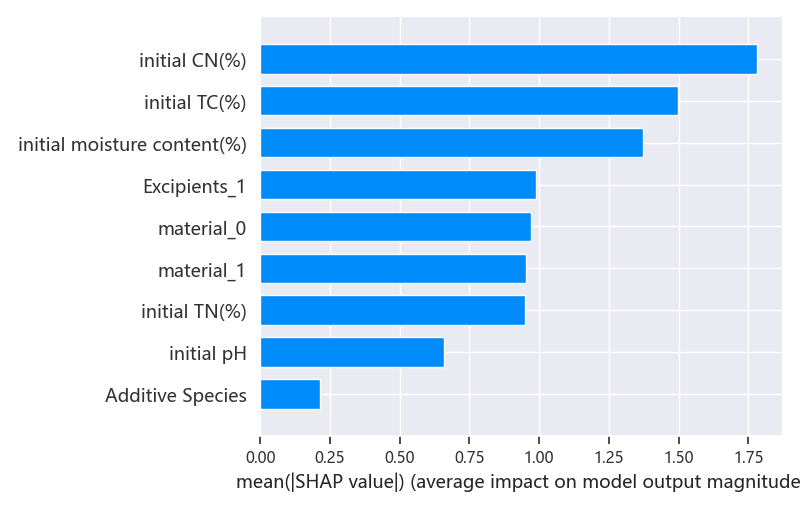 initial CN(%)
initial TC(%)
initial moisture content(%)
Excipients_1
material_0
material_1
initial TN(%)
initial pH
Additive Species
0.00 0.25 0.50 0.75 1.00 1.25 1.50 1.75
mean(|SHAP value|) (average impact on model output magnitude